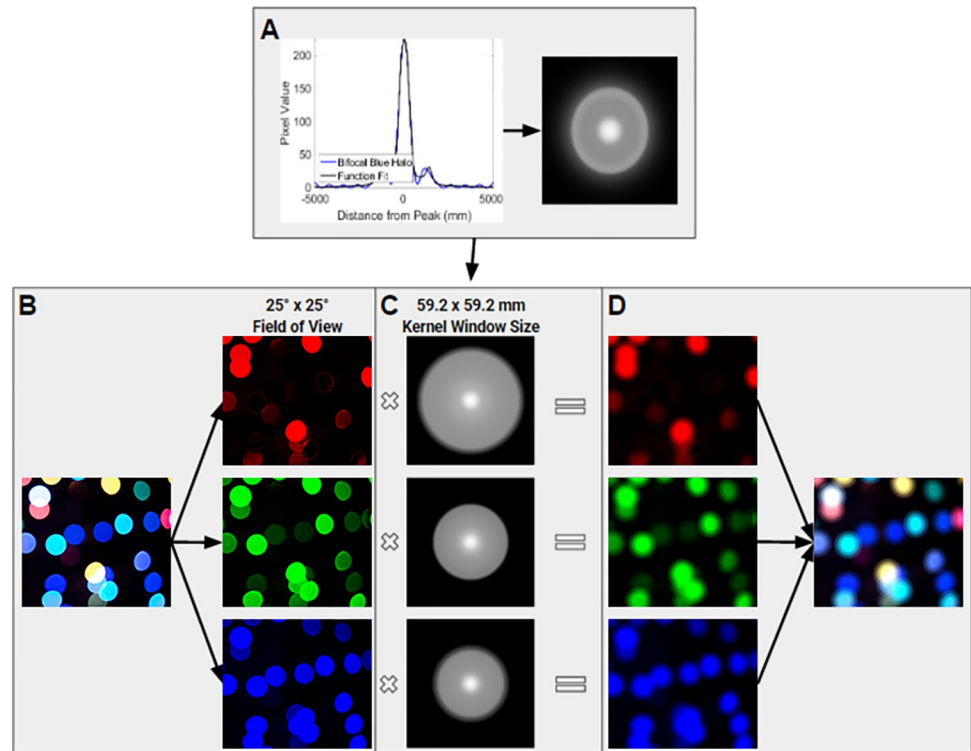 A
200
150
100
50
0
Pixel Value
Bifocal Blue Halo
Function Fit
-5000
0
5000
Distance from Peak (mm)
B
25° x 25°
Field of View
C
59.2 x 59.2 mm
Kernel Window Size
D